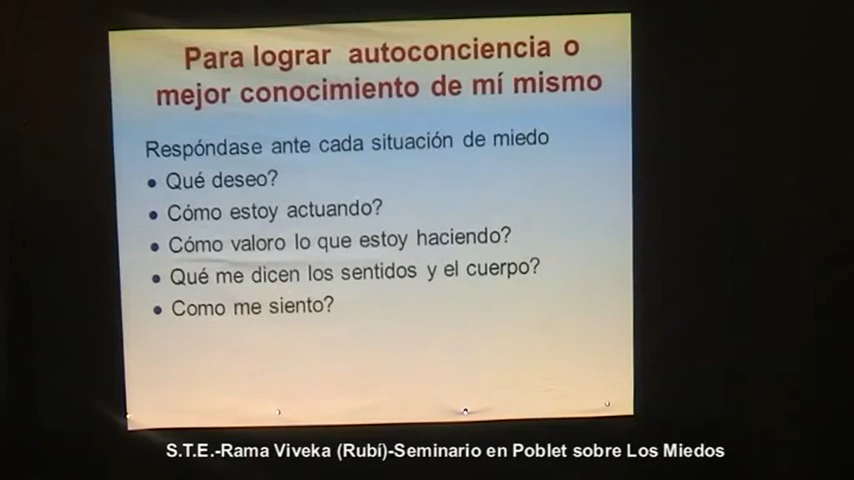 Para lograr autoconciencia o
mejor conocimiento de mí mismo
Respóndase ante cada situación de miedo
• Qué deseo?
• Cómo estoy actuando?
• Cómo valoro lo que estoy haciendo?
• Qué me dicen los sentidos y el cuerpo?
• Como me siento?
S.T.E.-Rama Viveka (Rubí)-Seminario en Poblet sobre Los Miedos